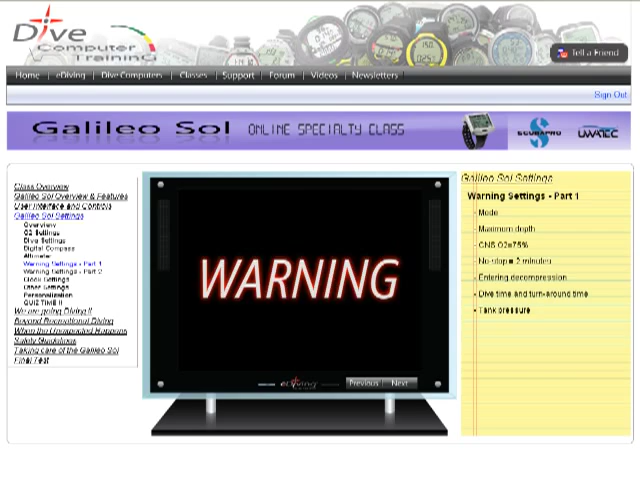 Dive
Computer
Training
Tell a Friend
Home | eDiving | Dive Computers | Classes | Support | Forum | Videos | Newsletters
Sign Out
Galileo Sol ONLINE SPECIALTY CLASS
SCUBAPRO UWATEC
Class Overview
Galileo Sol Overview & Features
User Interface and Controls
Galileo Sol Settings
Overview
O2 Settings
Dive Settings
Digital Compass
Altimeter
Warning Settings - Part 1
Warning Settings - Part 2
Clock Settings
Other Settings
Personalization
QUIZ TIME !!
We are going Diving !!
Beyond Recreational Diving
When the Unexpected Happens
Safety Guidelines
Taking care of the Galileo Sol
Final Test
WARNING
eDiving
Previous Next
Galileo Sol Settings
Warning Settings - Part 1
- Mode
- Maximum depth
- CNS O2=75%
- No-stop = 2 minutes
- Entering decompression
- Dive time and turn-around time
- Tank pressure